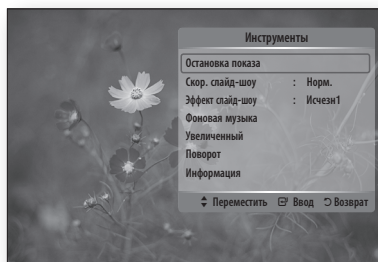 Инструменты
Остановка показа
Скор. слайд-шоу : Норм.
Эффект слайд-шоу : Исчезн1
Фоновая музыка
Увеличенный
Поворот
Информация
Переместить Ввод Возврат